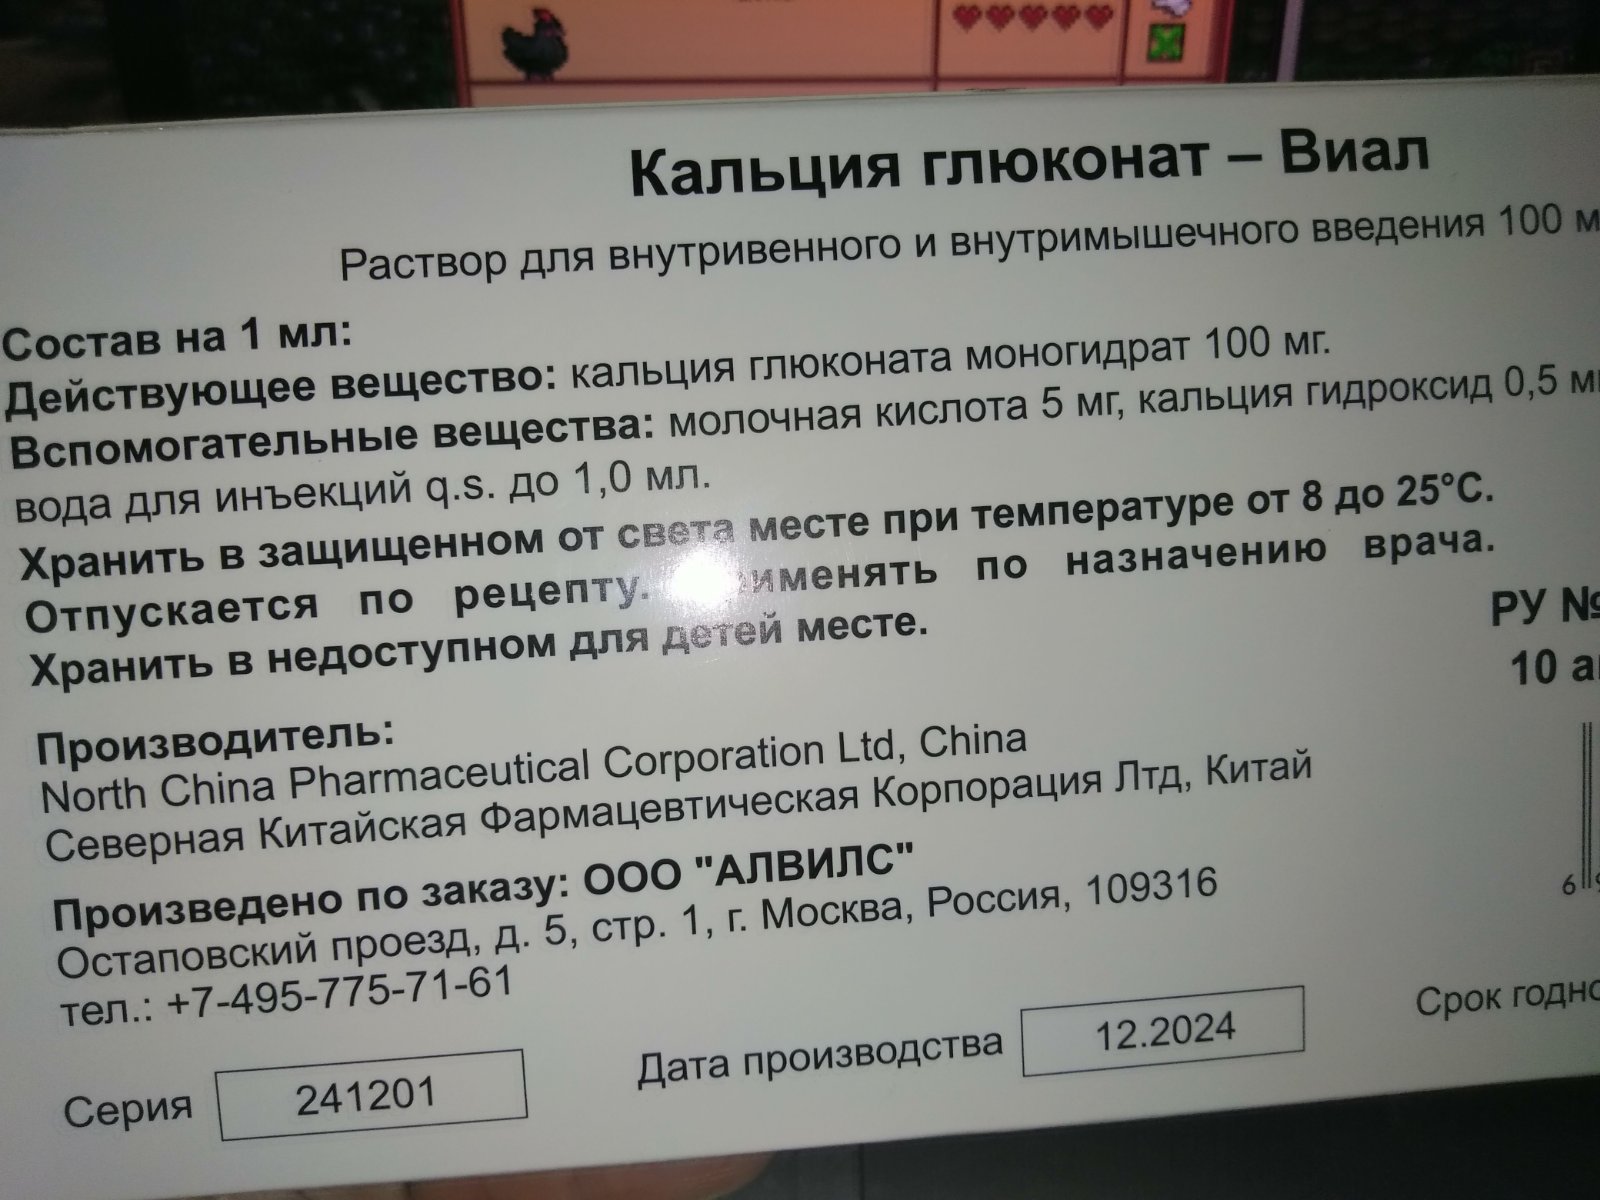 Кальция глюконат – Виал
Раствор для внутривенного и внутримышечного введения 100 м
Состав на 1 мл:
Действующее вещество: кальция глюконата моногидрат 100 мг.
Вспомогательные вещества: молочная кислота 5 мг, кальция гидроксид 0,5 мг
вода для инъекций q.s. до 1,0 мл.
Хранить в защищенном от света месте при температуре от 8 до 25°C.
Отпускается по рецепту. Применять по назначению врача.
Хранить в недоступном для детей месте.
РУ №
10 а
Производитель:
North China Pharmaceutical Corporation Ltd, China
Северная Китайская Фармацевтическая Корпорация Лтд, Китай
Произведено по заказу: ООО "АЛВИЛС"
Остаповский проезд, д. 5, стр. 1, г. Москва, Россия, 109316
тел.: +7-495-775-71-61
6
Срок годно
Дата производства 12.2024
Серия 241201